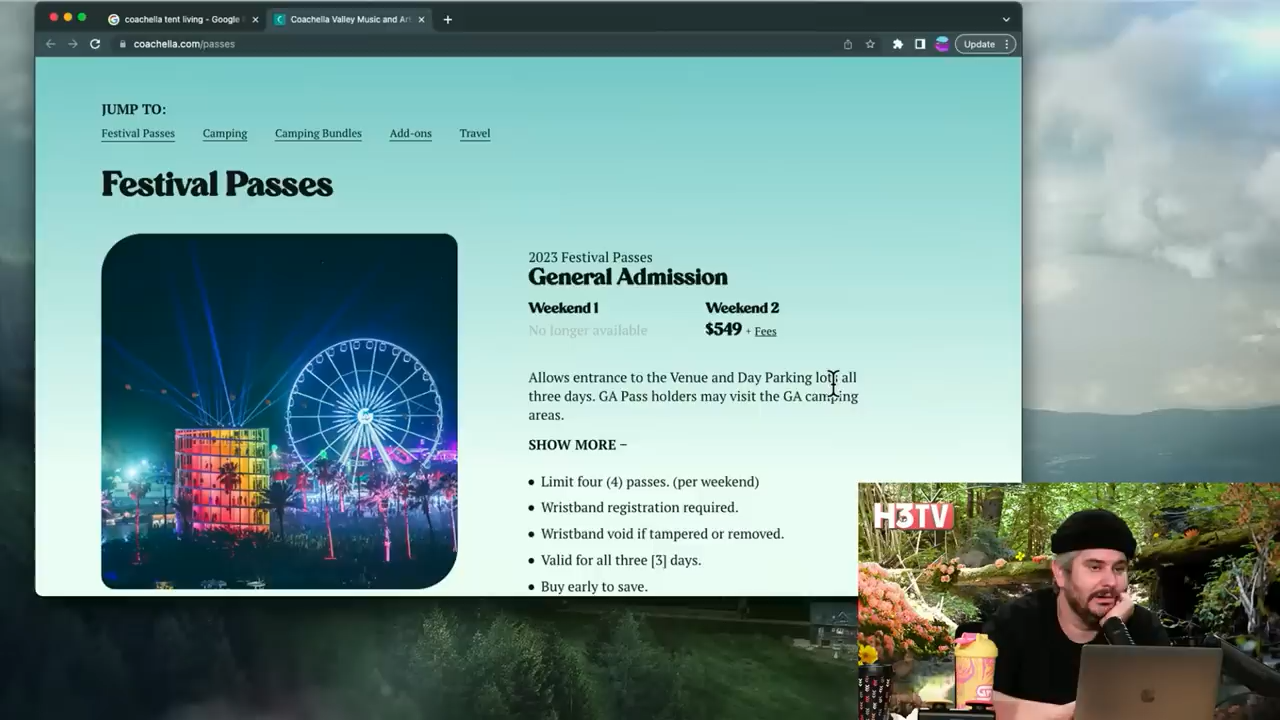 coachella tent living - Google
Coachella Valley Music and Ar
coachella.com/passes
Update
JUMP TO:
Festival Passes
Camping
Camping Bundles
Add-ons
Travel
Festival Passes
2023 Festival Passes
General Admission
Weekend 1
Weekend 2
No longer available
$549 + Fees
Allows entrance to the Venue and Day Parking lots all
three days. GA Pass holders may visit the GA camping
areas.
SHOW MORE –
• Limit four (4) passes. (per weekend)
• Wristband registration required.
• Wristband void if tampered or removed.
• Valid for all three [3] days.
• Buy early to save.
H3TV